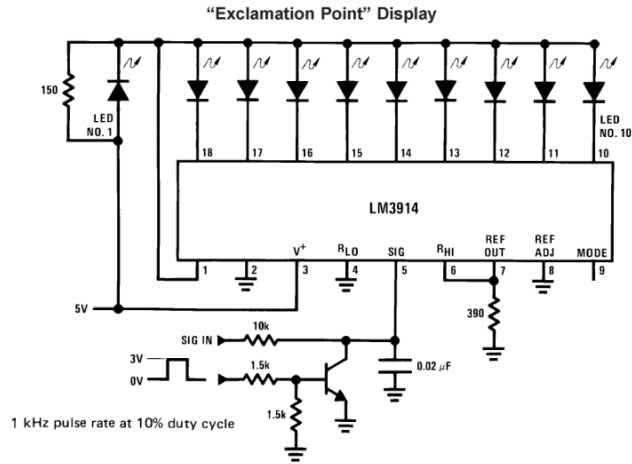 “Exclamation Point” Display
150
LED
NO. 1
LED
NO. 10
18 17 16 15 14 13 12 11 10
LM3914
V+ RLO SIG RHI REF OUT REF ADJ MODE
1 2 3 4 5 6 7 8 9
5V
390
SIG IN
10k
3V
0V
1.5k
0.02 μF
1.5k
1 kHz pulse rate at 10% duty cycle